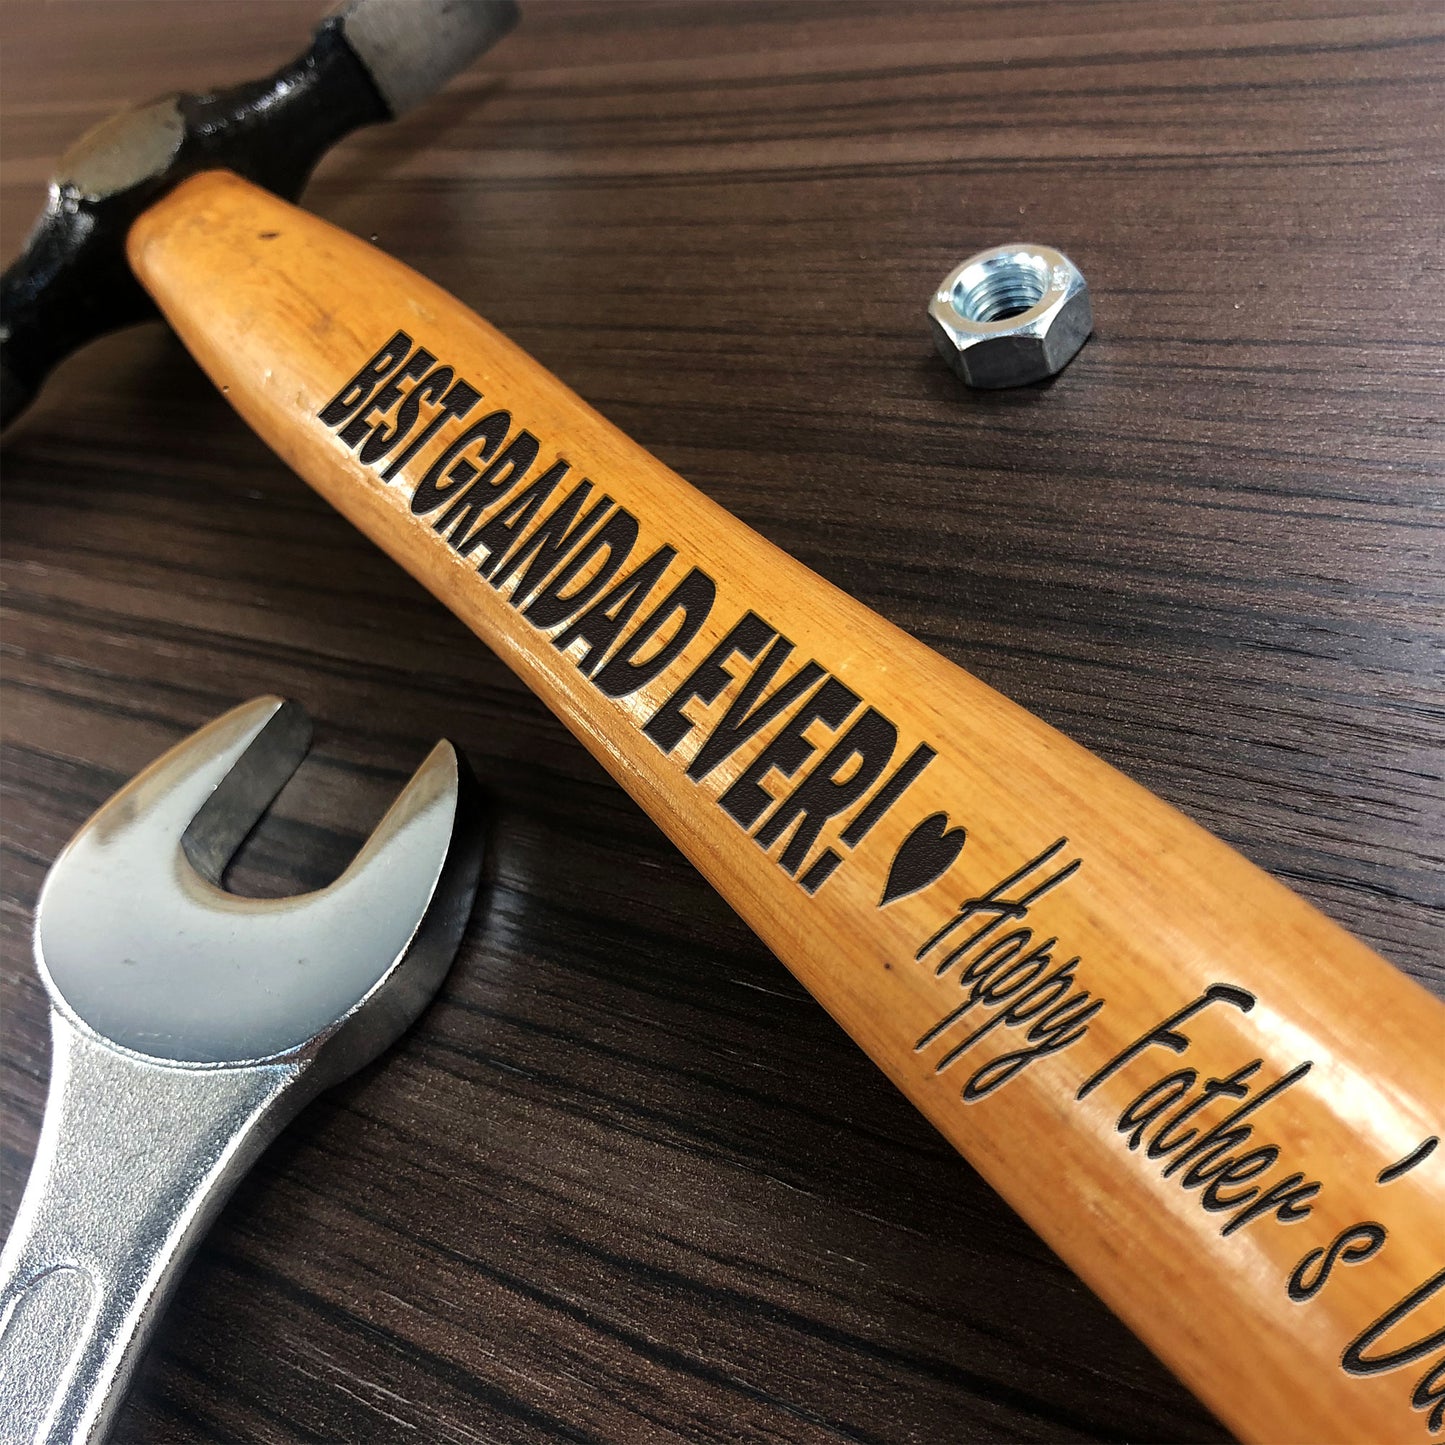 BEST GRANDAD EVER! ♥ Happy Father's